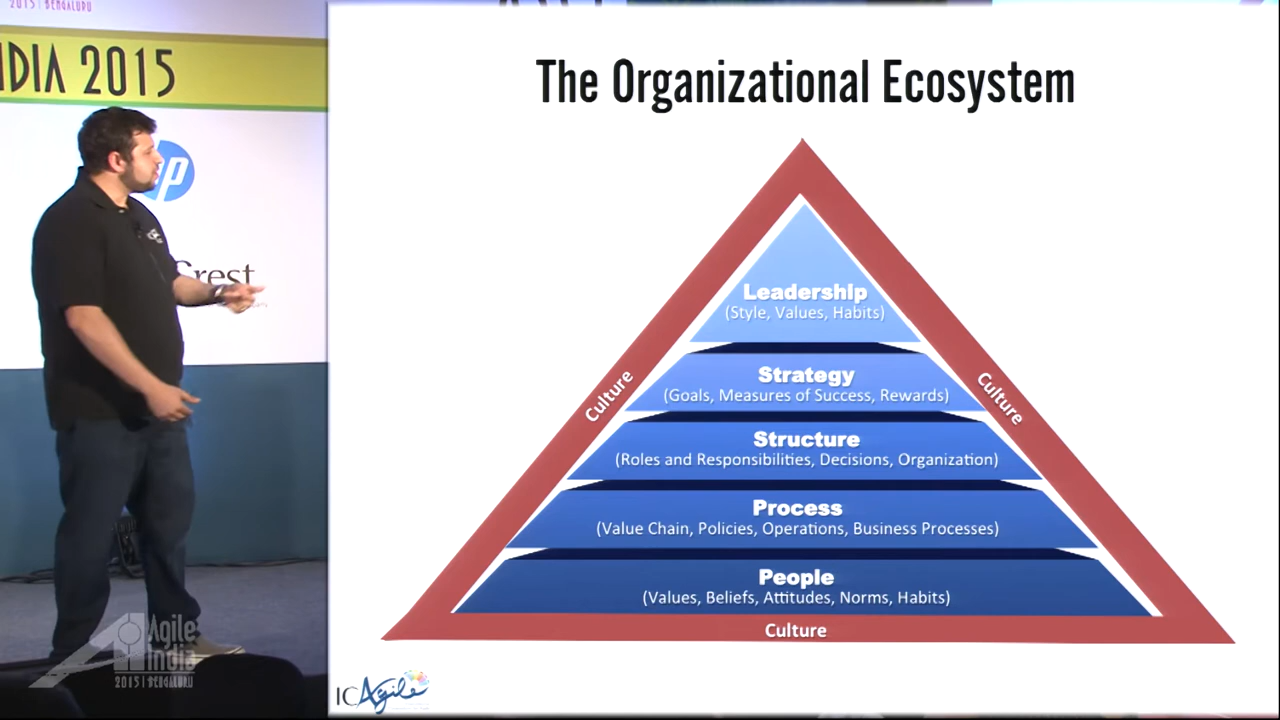 2015 | BENGALURU
INDIA 2015
hp
Crest
The Organizational Ecosystem
Leadership
(Style, Values, Habits)
Strategy
(Goals, Measures of Success, Rewards)
Structure
(Roles and Responsibilities, Decisions, Organization)
Process
(Value Chain, Policies, Operations, Business Processes)
People
(Values, Beliefs, Attitudes, Norms, Habits)
Culture
Culture
Culture
Agile
india
2015 | BENGALURU
ICAgile